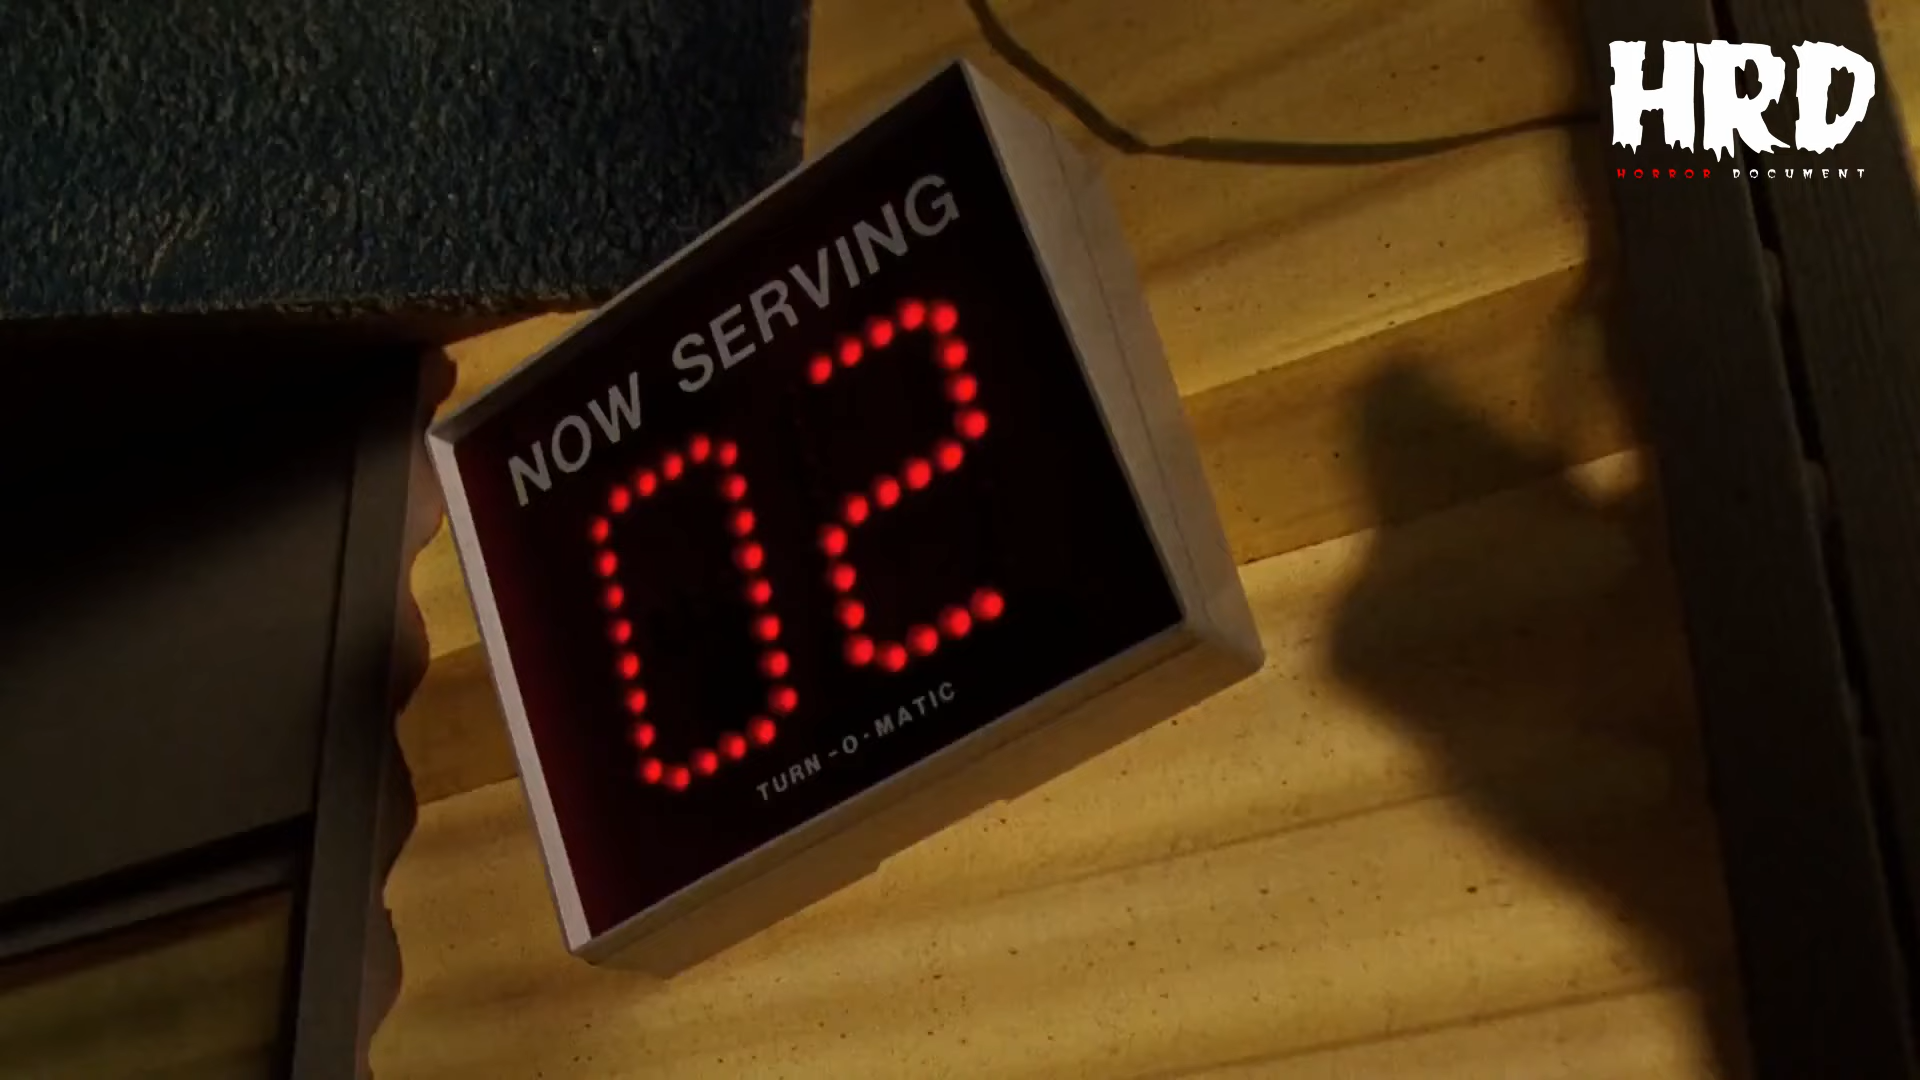 HRD
HORROR DOCUMENT
NOW SERVING
02
TURN-O-MATIC